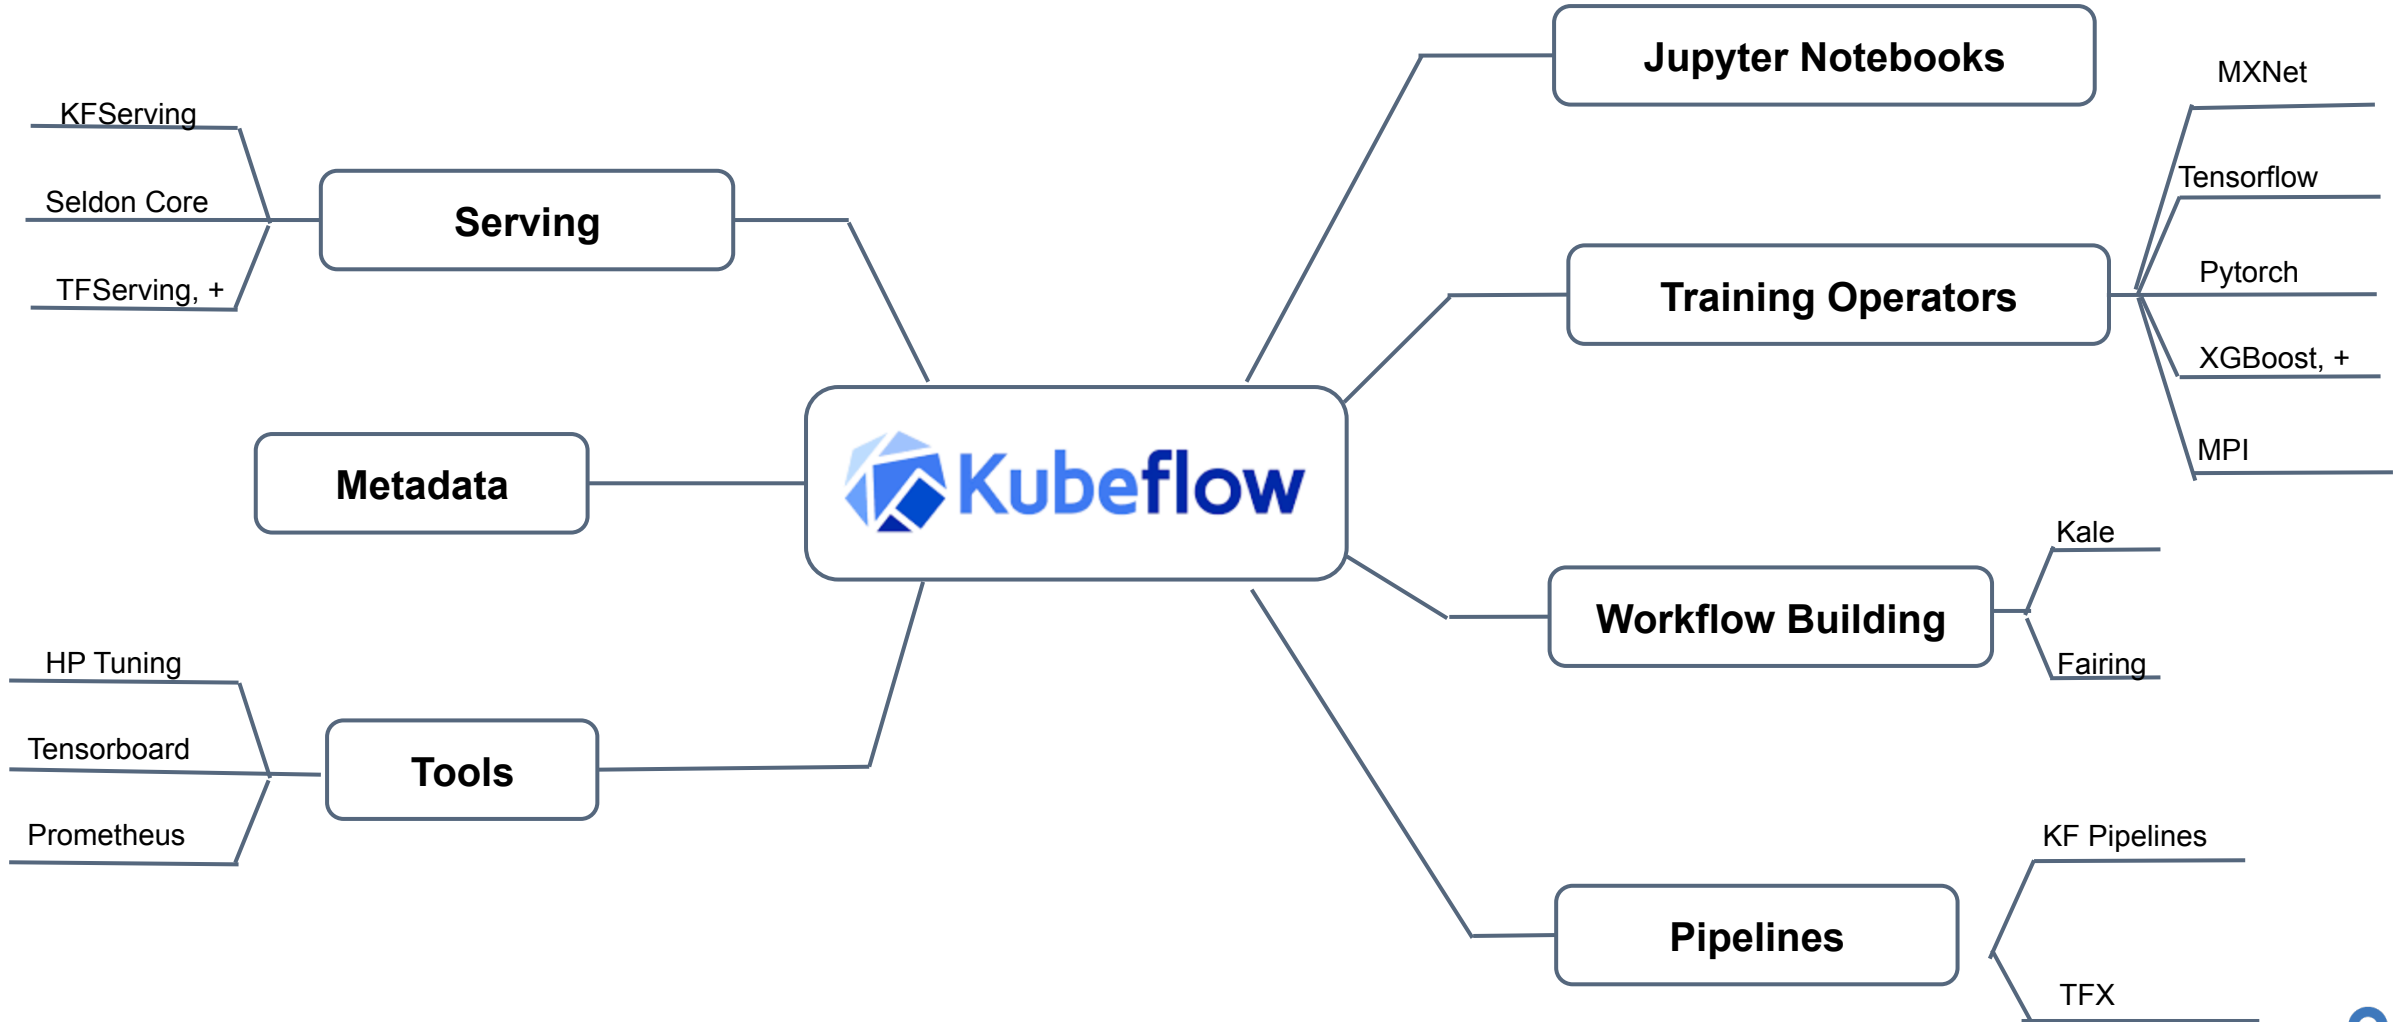 Jupyter Notebooks
MXNet
KFServing
Tensorflow
Seldon Core
Serving
Pytorch
TFServing, +
Training Operators
XGBoost, +
MPI
Metadata
Kubeflow
Kale
Workflow Building
HP Tuning
Fairing
Tensorboard
Tools
Prometheus
KF Pipelines
Pipelines
TFX